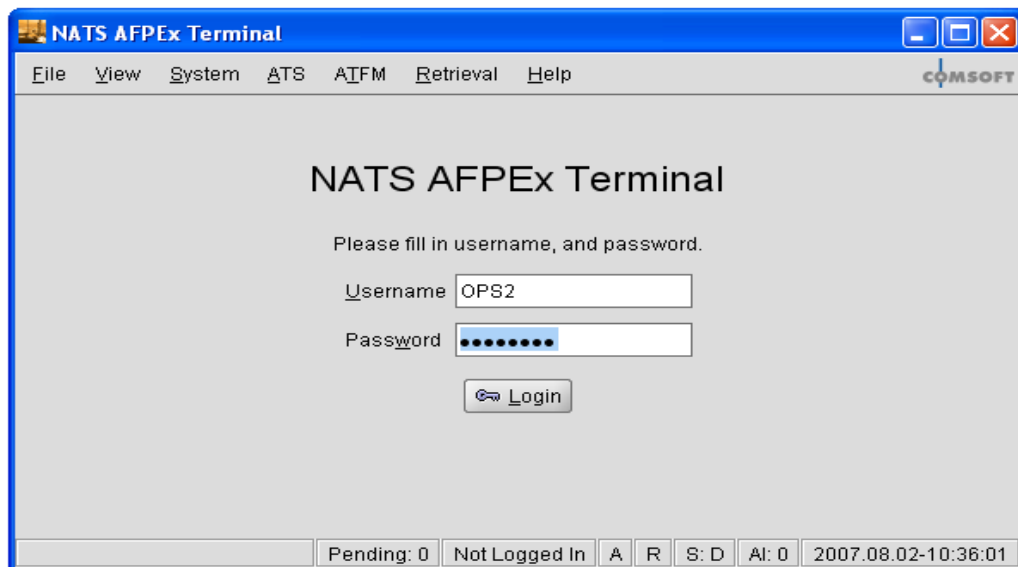 NATS AFPEx Terminal
File View System ATS ATFM Retrieval Help COMSOFT
NATS AFPEx Terminal
Please fill in username, and password.
Username OPS2
Password ••••••••
Login
Pending: 0 Not Logged In A R S: D AI: 0 2007.08.02-10:36:01